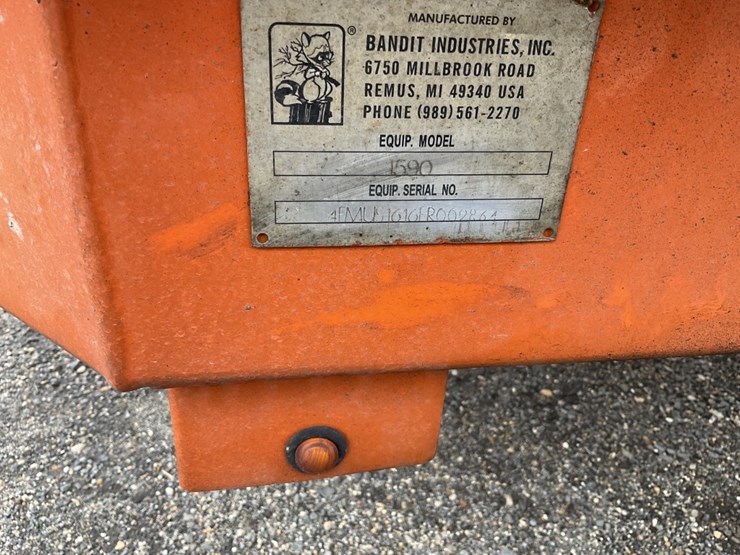 ®
MANUFACTURED BY
BANDIT INDUSTRIES, INC.
6750 MILLBROOK ROAD
REMUS, MI 49340 USA
PHONE (989) 561-2270
EQUIP. MODEL
1590
EQUIP. SERIAL NO.